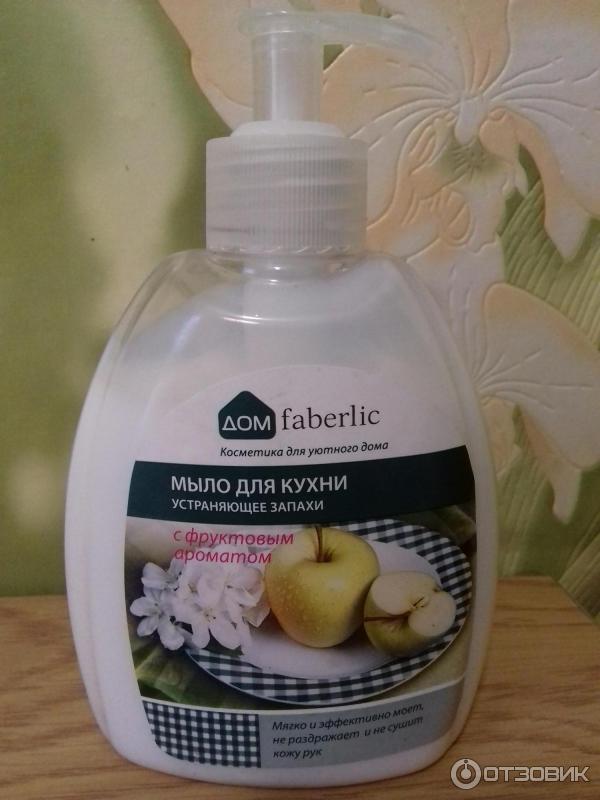 ДОМ faberlic
Косметика для уютного дома
МЫЛО ДЛЯ КУХНИ
УСТРАНЯЮЩЕЕ ЗАПАХИ
с фруктовым
ароматом
Мягко и эффективно моет,
не раздражает и не сушит
кожу рук
ОТЗОВИК